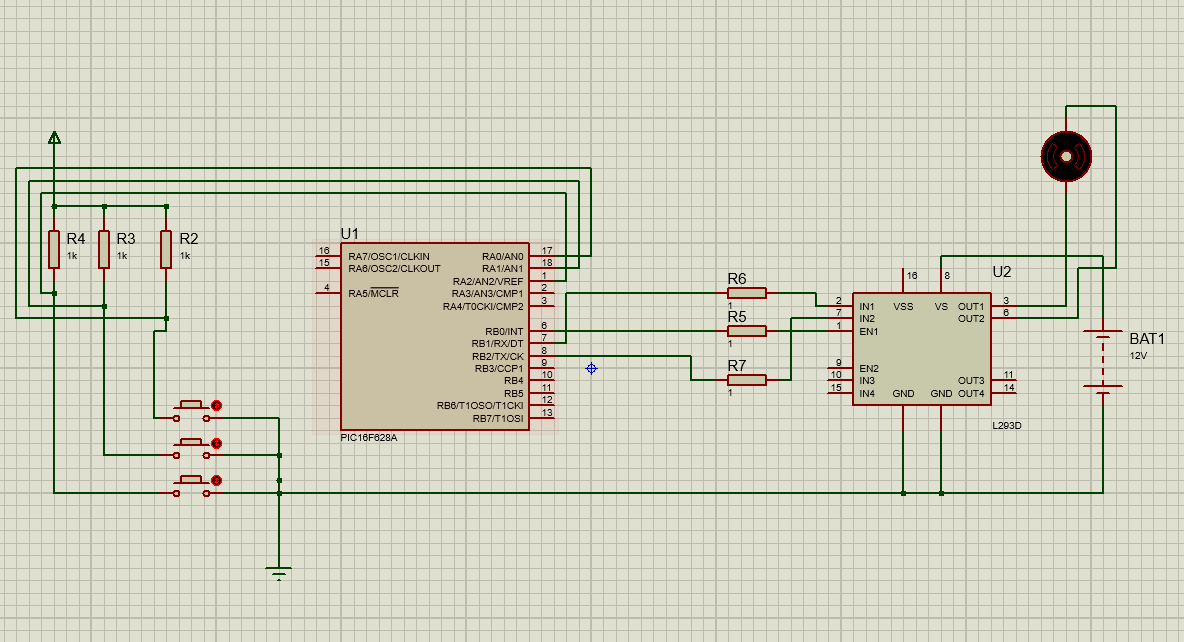 R4
1k
R3
1k
R2
1k
U1
16 RA7/OSC1/CLKIN RA0/AN0 17
15 RA6/OSC2/CLKOUT RA1/AN1 18
RA2/AN2/VREF 1
4 RA5/MCLR RA3/AN3/CMP1 2
RA4/T0CKI/CMP2 3
RB0/INT 6
RB1/RX/DT 7
RB2/TX/CK 8
RB3/CCP1 9
RB4 10
RB5 11
RB6/T1OSO/T1CKI 12
RB7/T1OSI 13
PIC16F628A
R6
1
R5
1
R7
1
U2
16 8
VSS VS
2 IN1 OUT1 3
7 IN2 OUT2 6
1 EN1
9 EN2
10 IN3 OUT3 11
15 IN4 GND GND OUT4 14
L293D
BAT1
12V